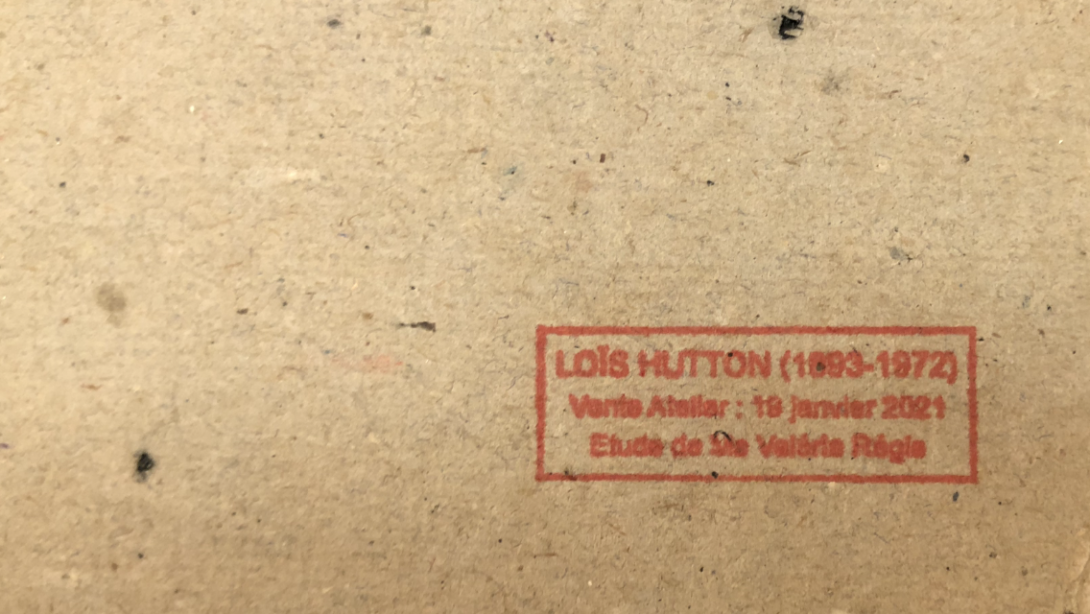 LOÏS HUTTON (1893-1972)
Vente Atelier : 19 janvier 2021
Etude de Me Valérie Régis